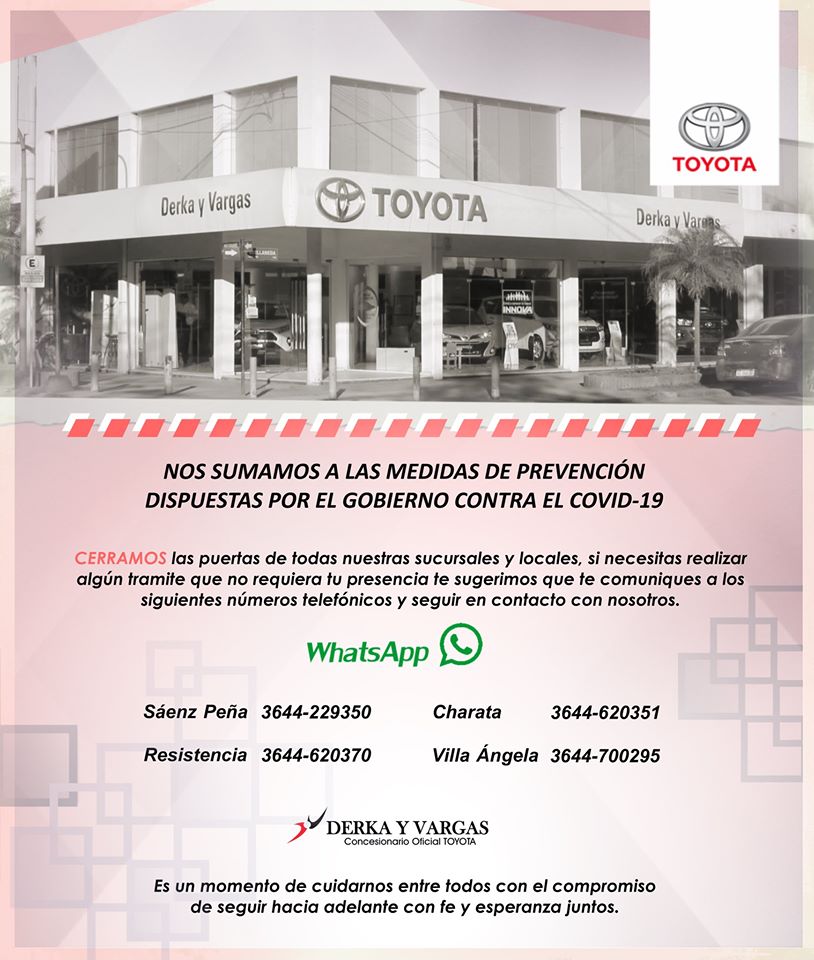 TOYOTA
Derka y Vargas
TOYOTA
Derka y Vargas
E
INNOVA
NOS SUMAMOS A LAS MEDIDAS DE PREVENCIÓN
DISPUESTAS POR EL GOBIERNO CONTRA EL COVID-19
CERRAMOS las puertas de todas nuestras sucursales y locales, si necesitas realizar
algún tramite que no requiera tu presencia te sugerimos que te comuniques a los
siguientes números telefónicos y seguir en contacto con nosotros.
WhatsApp
Sáenz Peña 3644-229350 Charata 3644-620351
Resistencia 3644-620370 Villa Ángela 3644-700295
DERKA Y VARGAS
Concesionario Oficial TOYOTA
Es un momento de cuidarnos entre todos con el compromiso
de seguir hacia adelante con fe y esperanza juntos.